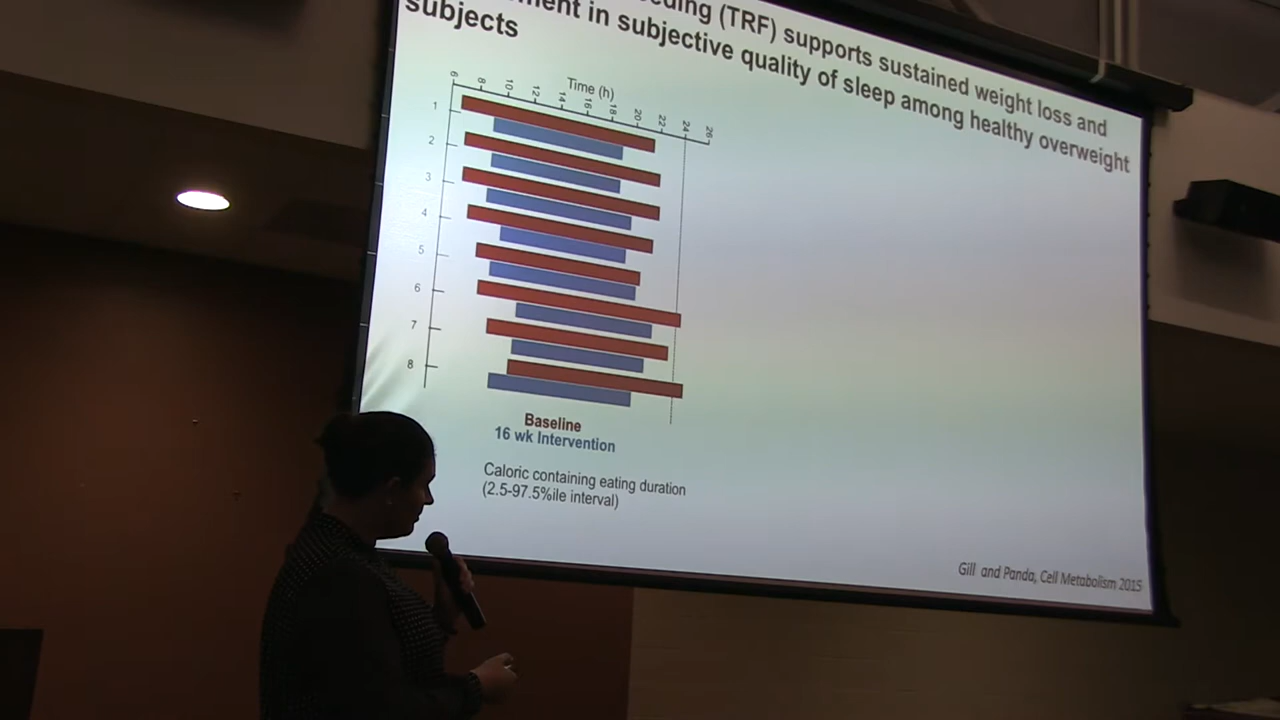 (TRF) supports sustained weight loss and
in subjective quality of sleep among healthy overweight
subjects
Time (h)
6 8 10 12 14 16 18 20 22 24 26
1
2
3
4
5
6
7
8
Baseline
16 wk Intervention
Caloric containing eating duration
(2.5-97.5%ile interval)
Gill and Panda, Cell Metabolism 2015